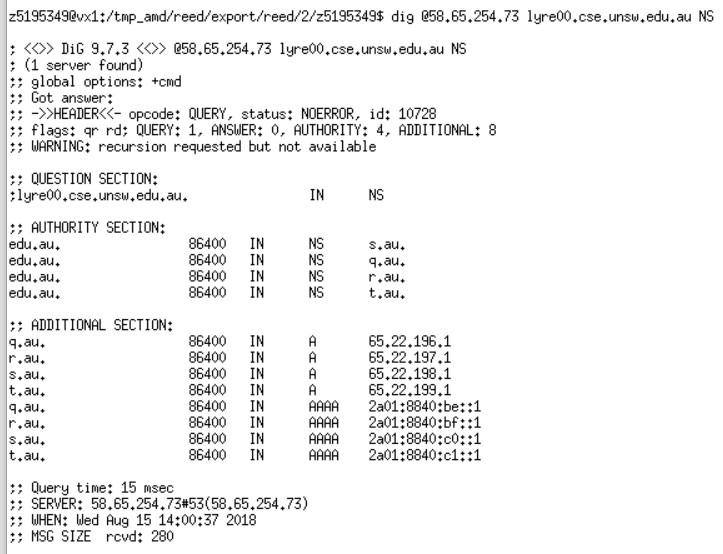 z5195349@vx1:/tmp_amd/reed/export/reed/2/z5195349$ dig @58.65.254.73 lyre00.cse.unsw.edu.au NS

; <<>> DiG 9.7.3 <<>> @58.65.254.73 lyre00.cse.unsw.edu.au NS
; (1 server found)
;; global options: +cmd
;; Got answer:
;; ->>HEADER<<- opcode: QUERY, status: NOERROR, id: 10728
;; flags: qr rd; QUERY: 1, ANSWER: 0, AUTHORITY: 4, ADDITIONAL: 8
;; WARNING: recursion requested but not available

;; QUESTION SECTION:
;lyre00.cse.unsw.edu.au. IN NS

;; AUTHORITY SECTION:
edu.au. 86400 IN NS s.au.
edu.au. 86400 IN NS q.au.
edu.au. 86400 IN NS r.au.
edu.au. 86400 IN NS t.au.

;; ADDITIONAL SECTION:
q.au. 86400 IN A 65.22.196.1
r.au. 86400 IN A 65.22.197.1
s.au. 86400 IN A 65.22.198.1
t.au. 86400 IN A 65.22.199.1
q.au. 86400 IN AAAA 2a01:8840:be::1
r.au. 86400 IN AAAA 2a01:8840:bf::1
s.au. 86400 IN AAAA 2a01:8840:c0::1
t.au. 86400 IN AAAA 2a01:8840:c1::1

;; Query time: 15 msec
;; SERVER: 58.65.254.73#53(58.65.254.73)
;; WHEN: Wed Aug 15 14:00:37 2018
;; MSG SIZE rcvd: 280